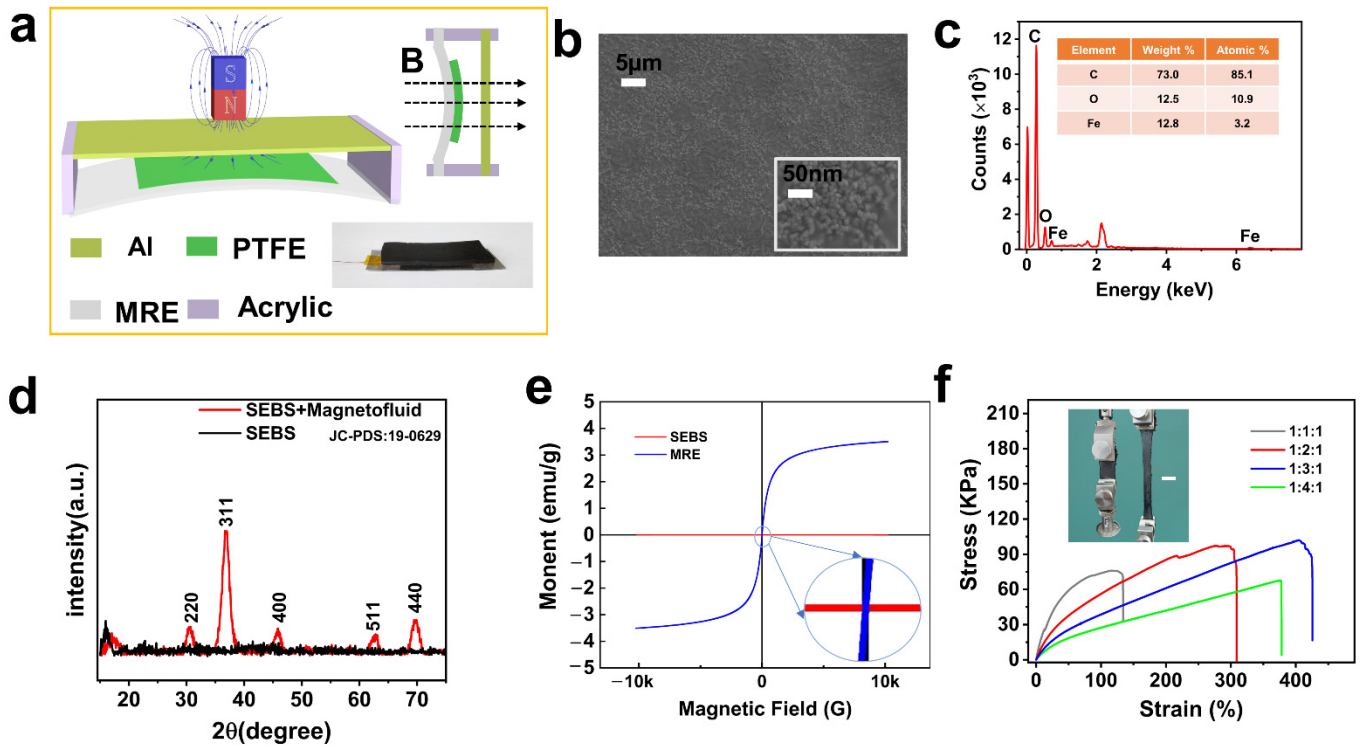 a
S
N
B
Al
PTFE
MRE
Acrylic
b
5μm
50nm
c
Counts (×10³)
12
9
6
3
0
C
O
Fe
Fe
Element Weight % Atomic %
C 73.0 85.1
O 12.5 10.9
Fe 12.8 3.2
0 2 4 6
Energy (keV)
d
intensity(a.u.)
SEBS+Magnetofluid
SEBS JC-PDS:19-0629
220
311
400
511
440
20 30 40 50 60 70
2θ(degree)
e
Monent (emu/g)
5
4
3
2
1
0
−1
−2
−3
−4
−5
SEBS
MRE
−10k 0 10k
Magnetic Field (G)
f
Stress (KPa)
210
180
150
120
90
60
30
0
1:1:1
1:2:1
1:3:1
1:4:1
0 100 200 300 400
Strain (%)